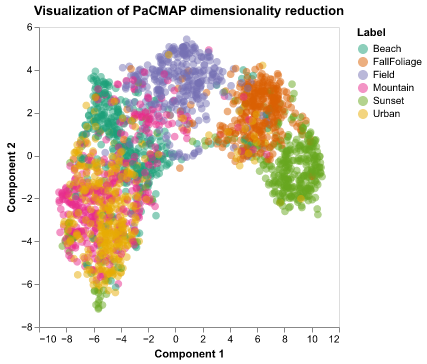 Visualization of PaCMAP dimensionality reduction
Label
Beach
FallFoliage
Field
Mountain
Sunset
Urban
Component 2
6
4
2
0
−2
−4
−6
−8
−10 −8 −6 −4 −2 0 2 4 6 8 10 12
Component 1